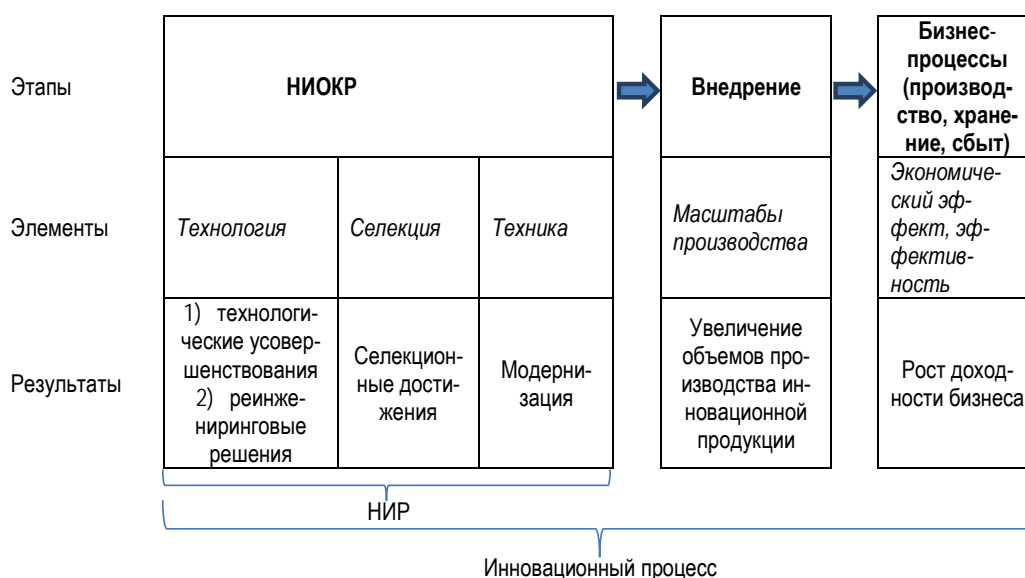 Этапы
НИОКР
Внедрение
Бизнес-
процессы
(производ-
ство, хране-
ние, сбыт)
Элементы
Технология
Селекция
Техника
Масштабы
производства
Экономиче-
ский эф-
фект, эф-
фектив-
ность
Результаты
1) технологи-
ческие усовер-
шенствования
2) реинже-
ниринговые
решения
Селекцион-
ные дости-
жения
Модерни-
зация
Увеличение
объемов про-
изводства ин-
новационной
продукции
Рост доход-
ности бизнеса
НИР
Инновационный процесс